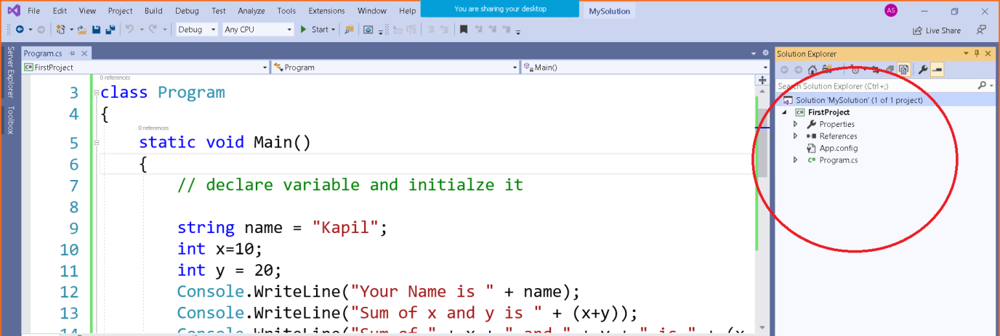 File Edit View Project Build Debug Test Analyze Tools Extensions Window Help You are sharing your desktop MySolution AS
Debug Any CPU Start Live Share
Server Explorer
Toolbox
Program.cs
FirstProject Program Main()
0 references
3 class Program
4 {
0 references
5 static void Main()
6 {
7 // declare variable and initialze it
8
9 string name = "Kapil";
10 int x=10;
11 int y = 20;
12 Console.WriteLine("Your Name is " + name);
13 Console.WriteLine("Sum of x and y is " + (x+y));
14 Console.WriteLine("Sum of " + x + " and " + y + " is " + (x
Solution Explorer
Search Solution Explorer (Ctrl+;)
Solution 'MySolution' (1 of 1 project)
C# FirstProject
Properties
References
App.config
C# Program.cs